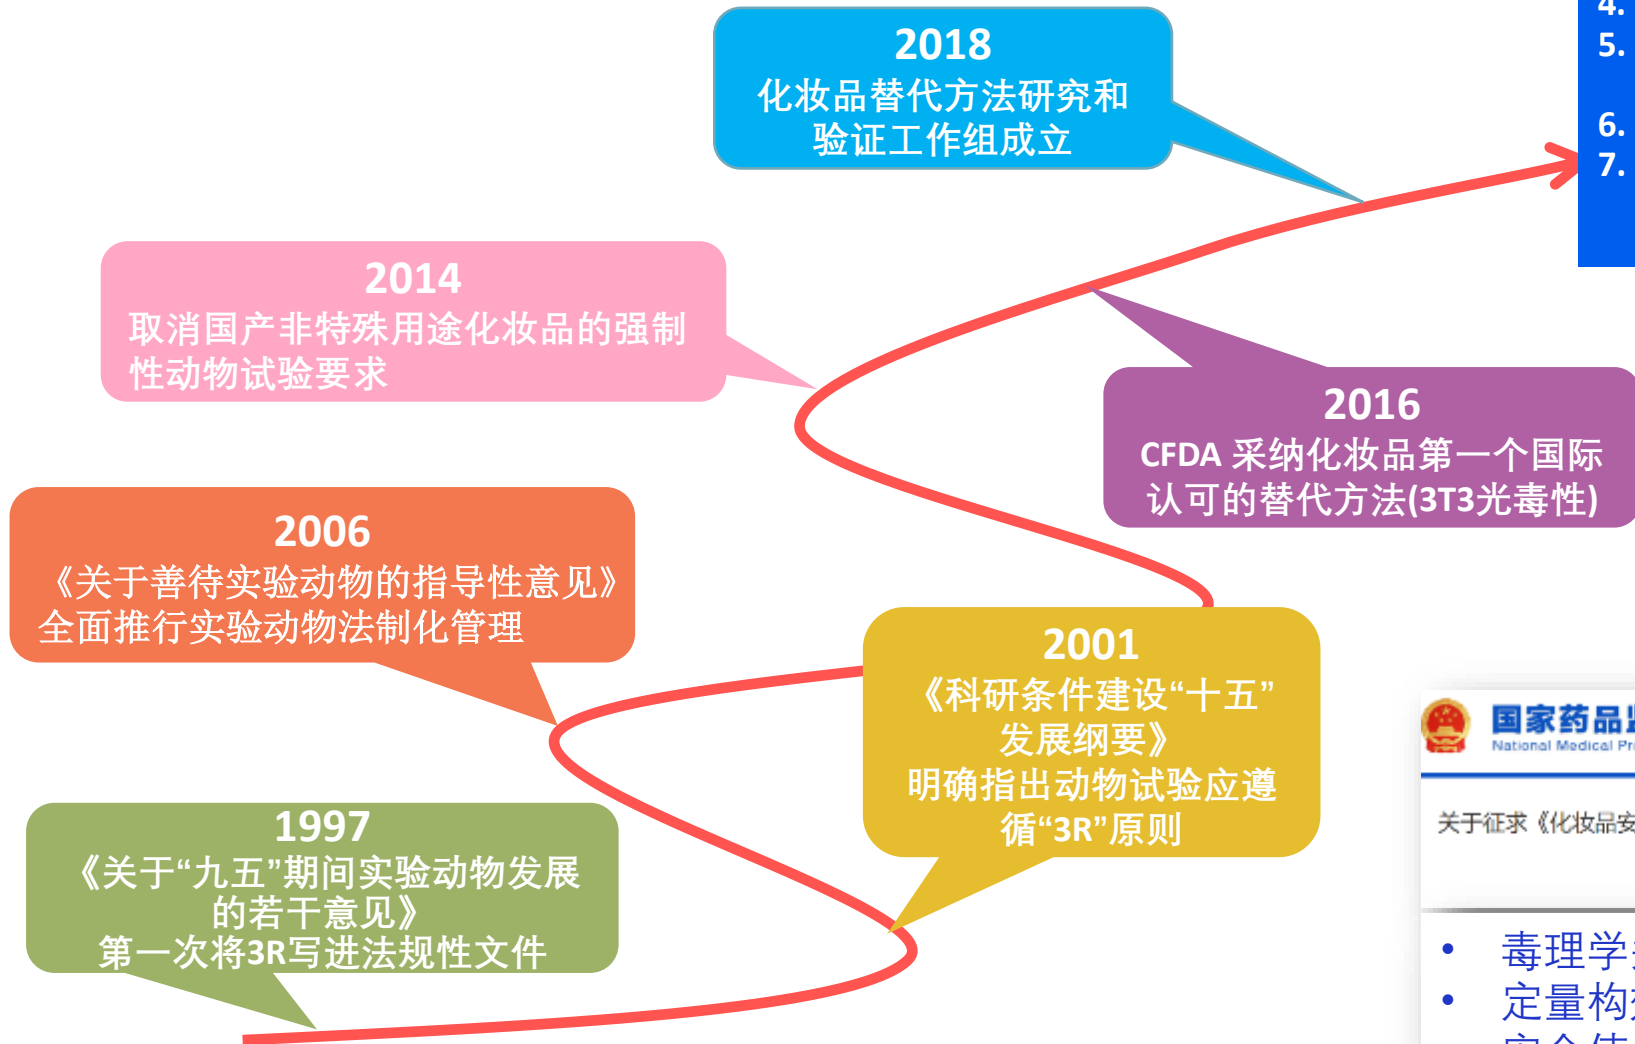 2018
化妆品替代方法研究和
验证工作组成立
4.
5.
6.
7.
2014
取消国产非特殊用途化妆品的强制
性动物试验要求
2016
CFDA 采纳化妆品第一个国际
认可的替代方法(3T3光毒性)
2006
《关于善待实验动物的指导性意见》
全面推行实验动物法制化管理
2001
《科研条件建设“十五”
发展纲要》
明确指出动物试验应遵
循“3R”原则
1997
《关于“九五”期间实验动物发展
的若干意见》
第一次将3R写进法规性文件
国家药品
National Medical Pr
关于征求《化妆品安
• 毒理学
• 定量构